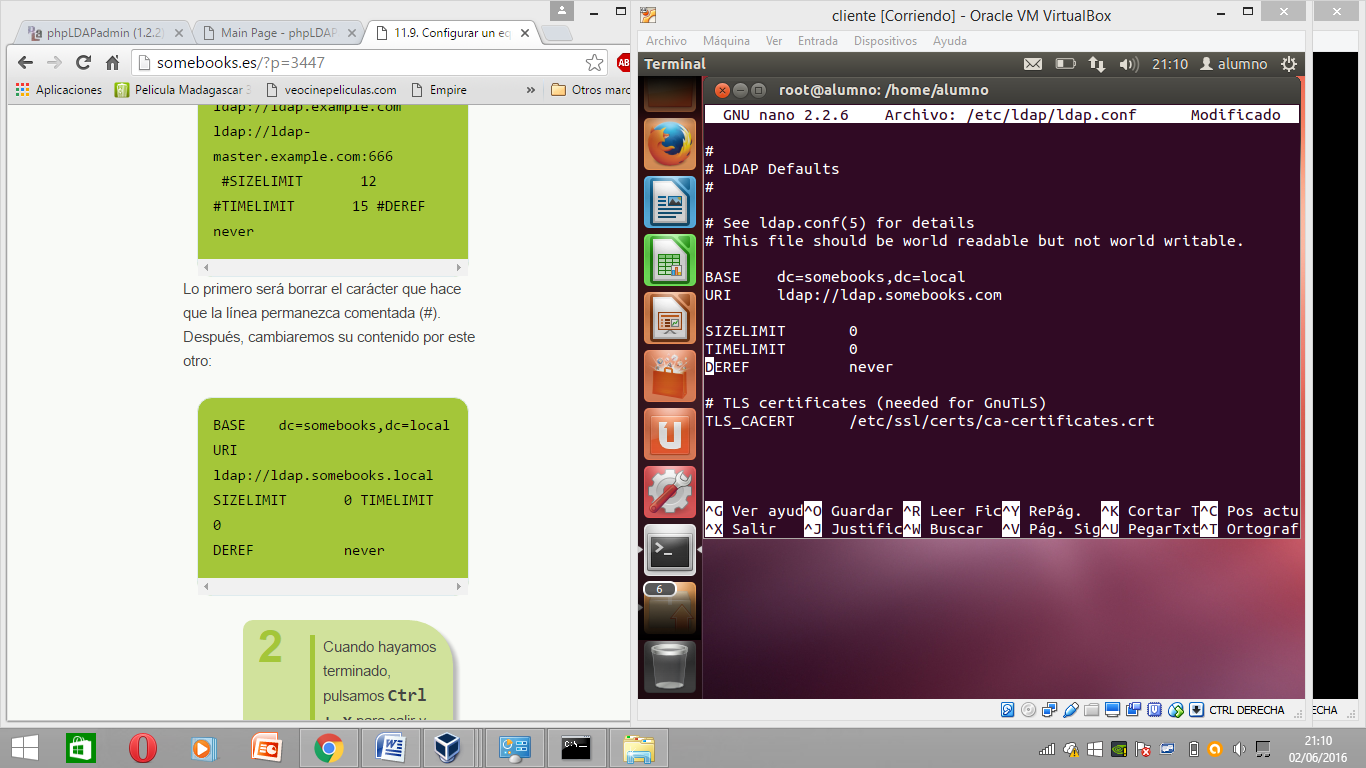 phpLDAPadmin (1.2.2)
Main Page - phpLDAP
11.9. Configurar un eq
somebooks.es/?p=3447
Aplicaciones
Pelicula Madagascar
veocinepeliculas.com
Empire
»
Otros marc
ldap://ldap.example.com
ldap://ldap-
master.example.com:666
#SIZELIMIT 12
#TIMELIMIT 15 #DEREF
never
Lo primero será borrar el carácter que hace
que la línea permanezca comentada (#).
Después, cambiaremos su contenido por este
otro:
BASE dc=somebooks,dc=local
URI
ldap://ldap.somebooks.local
SIZELIMIT 0 TIMELIMIT
0
DEREF never
2
Cuando hayamos
terminado,
pulsamos Ctrl
cliente [Corriendo] - Oracle VM VirtualBox
Archivo Máquina Ver Entrada Dispositivos Ayuda
Terminal
21:10
alumno
root@alumno: /home/alumno
GNU nano 2.2.6 Archivo: /etc/ldap/ldap.conf Modificado
#
# LDAP Defaults
#
# See ldap.conf(5) for details
# This file should be world readable but not world writable.
BASE dc=somebooks,dc=local
URI ldap://ldap.somebooks.com
SIZELIMIT 0
TIMELIMIT 0
DEREF never
# TLS certificates (needed for GnuTLS)
TLS_CACERT /etc/ssl/certs/ca-certificates.crt
^G Ver ayud^O Guardar ^R Leer Fic^Y RePág. ^K Cortar T^C Pos actu
^X Salir ^J Justific^W Buscar ^V Pág. Sig^U PegarTxt^T Ortograf
6
CTRL DERECHA
ECHA
21:10
02/06/2016